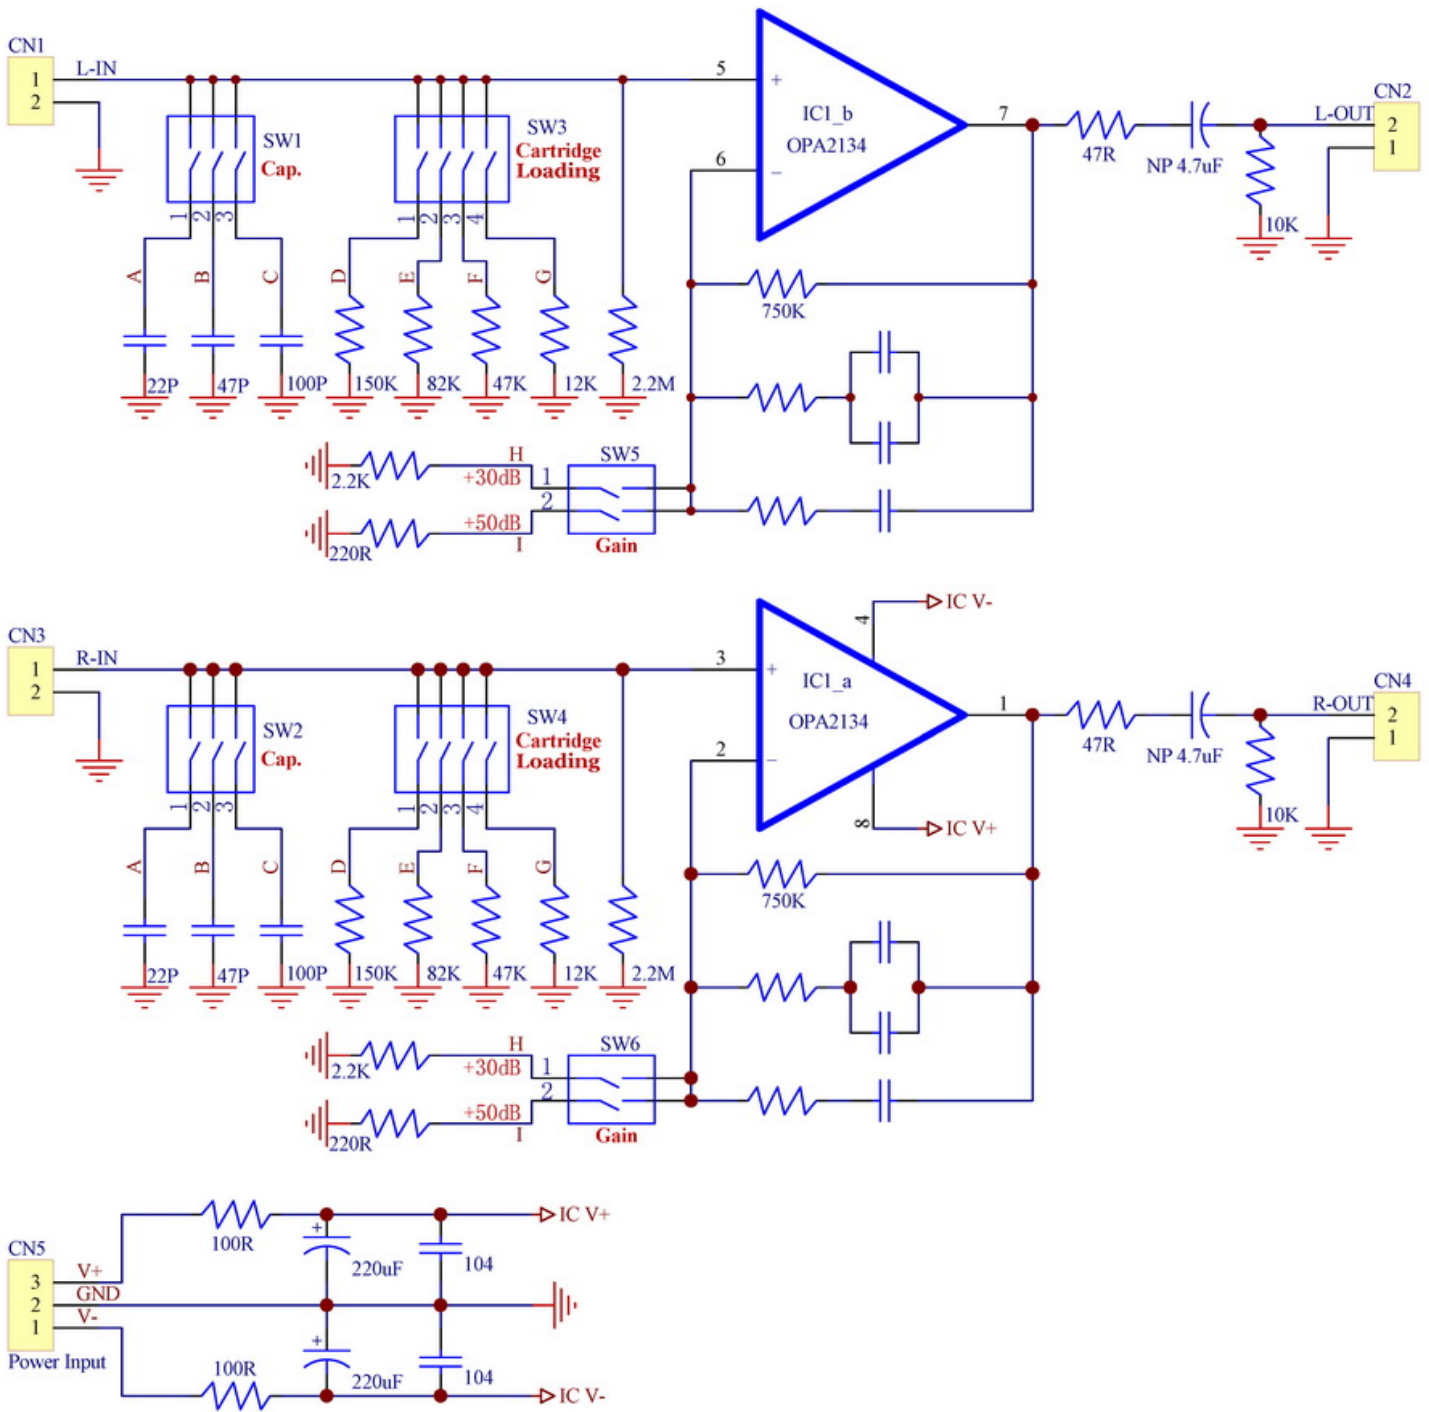 CN1
1
L-IN
2
SW1
Cap.
1 2 3
A B C
22P 47P 100P
SW3
Cartridge
Loading
1 2 3 4
D E F G
150K 82K 47K 12K 2.2M
5
+
IC1_b
OPA2134
6
−
7
47R
NP 4.7uF
10K
CN2
L-OUT
2
1
750K
H
+30dB
2.2K
1
SW5
2
+50dB
I
220R
Gain
CN3
1
R-IN
2
SW2
Cap.
1 2 3
A B C
22P 47P 100P
SW4
Cartridge
Loading
1 2 3 4
D E F G
150K 82K 47K 12K 2.2M
3
+
IC1_a
OPA2134
2
−
4
IC V-
8
IC V+
1
47R
NP 4.7uF
10K
CN4
R-OUT
2
1
750K
H
+30dB
2.2K
1
SW6
2
+50dB
I
220R
Gain
CN5
3
V+
2
GND
1
V-
Power Input
100R
+
220uF
104
IC V+
100R
+
220uF
104
IC V-